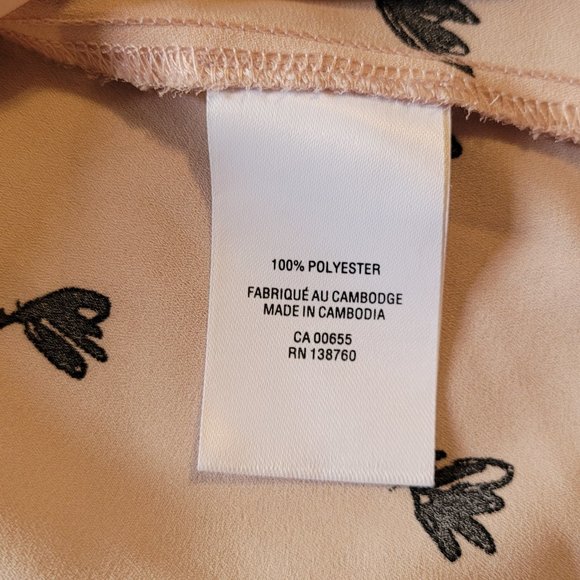 100% POLYESTER
FABRIQUÉ AU CAMBODGE
MADE IN CAMBODIA
CA 00655
RN 138760